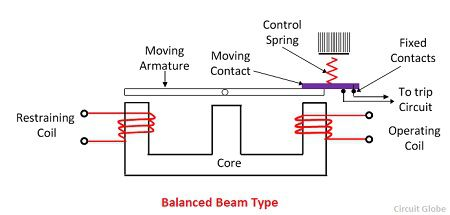 Control
Spring
Moving
Armature
Moving
Contact
Fixed
Contacts
To trip
Circuit
Restraining
Coil
Operating
Coil
Core
Balanced Beam Type
Circuit Globe